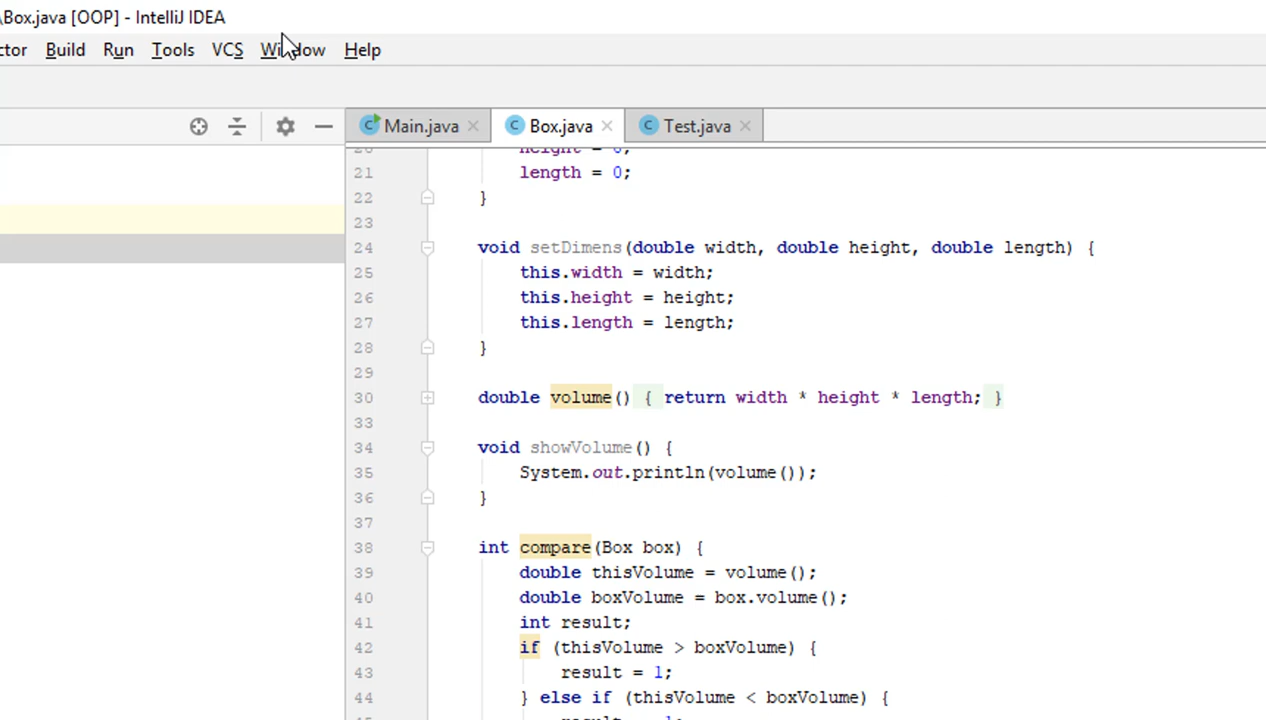 \Box.java [OOP] - IntelliJ IDEA
ctor Build Run Tools VCS Window Help
Main.java Box.java Test.java
20 height = 0;
21 length = 0;
22 }
23
24 void setDimens(double width, double height, double length) {
25 this.width = width;
26 this.height = height;
27 this.length = length;
28 }
29
30 double volume() { return width * height * length; }
33
34 void showVolume() {
35 System.out.println(volume());
36 }
37
38 int compare(Box box) {
39 double thisVolume = volume();
40 double boxVolume = box.volume();
41 int result;
42 if (thisVolume > boxVolume) {
43 result = 1;
44 } else if (thisVolume < boxVolume) {